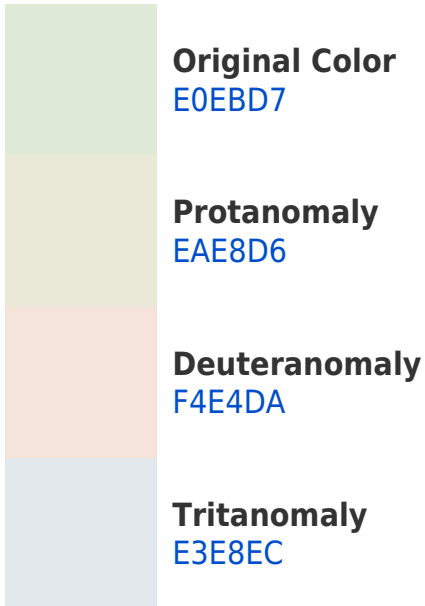 Original Color
E0EBD7
Protanomaly
EAE8D6
Deuteranomaly
F4E4DA
Tritanomaly
E3E8EC